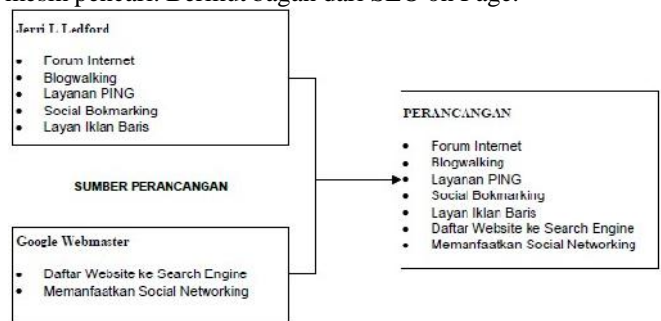 mesin pencari. Berikut bagan dari SEO on Page.
Jerri L Ledford
• Forum Internet
• Blogwalking
• Layanan PING
• Social Bokmarking
• Layan Iklan Baris
SUMBER PERANCANGAN
Google Webmaster
• Daftar Website ke Search Engine
• Memanfaatkan Social Networking
PERANCANGAN
• Forum Internet
• Blogwalking
• Layanan PING
• Social Bokmarking
• Layan Iklan Baris
• Daftar Website ke Search Engine
• Memanfaatkan Social Networking